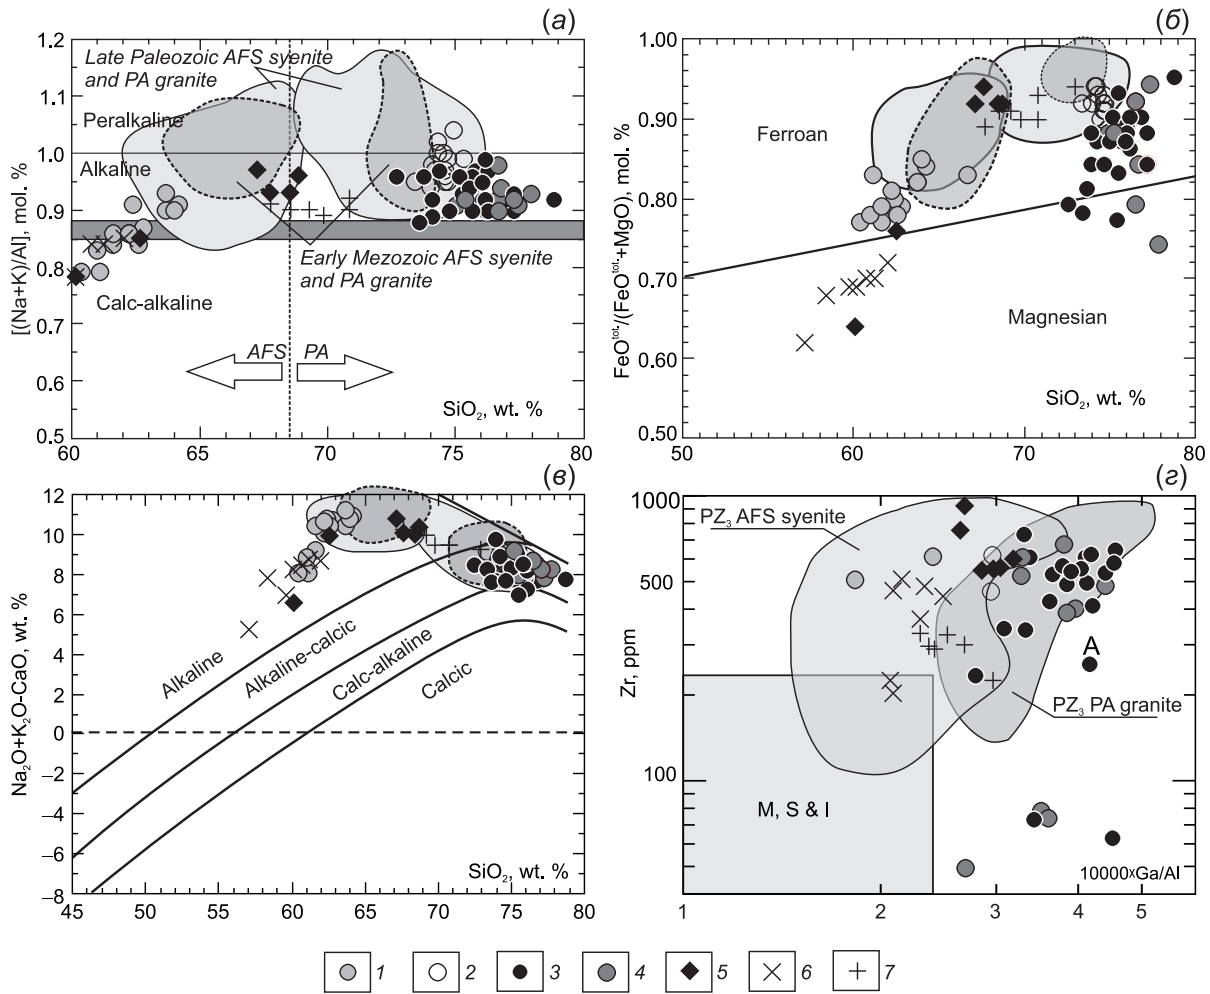 (а)
1.2
1.1
1.0
0.9
0.8
0.7
0.6
0.5
[(Na+K)/Al], mol. %
Late Paleozoic AFS syenite
and PA granite
Peralkaline
Alkaline
Early Mezozoic AFS syenite
and PA granite
Calc-alkaline
AFS PA
SiO₂, wt. %
60 65 70 75 80
(б)
1.00
0.90
0.80
0.70
0.60
0.50
FeOᵗᵒᵗ·/(FeOᵗᵒᵗ·+MgO), mol. %
Ferroan
Magnesian
SiO₂, wt. %
50 60 70 80
(в)
12
10
8
6
4
2
0
–2
–4
–6
–8
Na₂O+K₂O-CaO, wt. %
Alkaline
Alkaline-calcic
Calc-alkaline
Calcic
SiO₂, wt. %
45 50 55 60 65 70 75 80
(г)
1000
500
100
Zr, ppm
PZ₃ AFS syenite
A
PZ₃ PA granite
M, S & I
10000ˣGa/Al
1 2 3 4 5
1 2 3 4 5 6 7